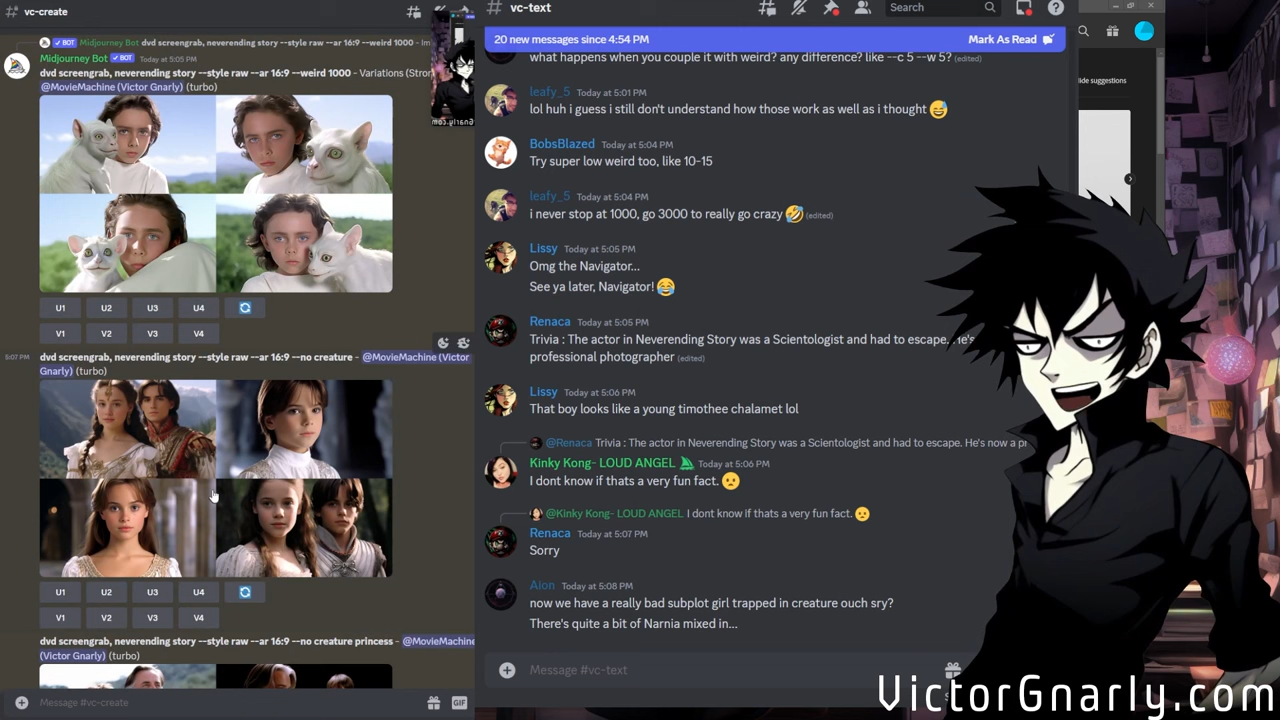 vc-create
BOT Midjourney Bot dvd screengrab, neverending story --style raw --ar 16:9 --weird 1000 - Im
Midjourney Bot BOT Today at 5:05 PM
dvd screengrab, neverending story --style raw --ar 16:9 --weird 1000 - Variations (Stron
@MovieMachine (Victor Gnarly) (turbo)
U1 U2 U3 U4
V1 V2 V3 V4
5:07 PM dvd screengrab, neverending story --style raw --ar 16:9 --no creature - @MovieMachine (Victor
Gnarly) (turbo)
U1 U2 U3 U4
V1 V2 V3 V4
dvd screengrab, neverending story --style raw --ar 16:9 --no creature princess - @MovieMachine
(Victor Gnarly) (turbo)
Message #vc-create
GIF
vc-text
Search
20 new messages since 4:54 PM
Mark As Read
what happens when you couple it with weird? any difference? like --c 5 --w 5? (edited)
leafy_5 Today at 5:01 PM
lol huh i guess i still don't understand how those work as well as i thought 😅
BobsBlazed Today at 5:04 PM
Try super low weird too, like 10-15
leafy_5 Today at 5:04 PM
i never stop at 1000, go 3000 to really go crazy 🤣 (edited)
Lissy Today at 5:05 PM
Omg the Navigator...
See ya later, Navigator! 😂
Renaca Today at 5:05 PM
Trivia : The actor in Neverending Story was a Scientologist and had to escape. He's
professional photographer (edited)
Lissy Today at 5:06 PM
That boy looks like a young timothee chalamet lol
@Renaca Trivia : The actor in Neverending Story was a Scientologist and had to escape. He's now a pr
Kinky Kong- LOUD ANGEL Today at 5:06 PM
I dont know if thats a very fun fact. 🙁
@Kinky Kong- LOUD ANGEL I dont know if thats a very fun fact. 🙁
Renaca Today at 5:07 PM
Sorry
Alon Today at 5:08 PM
now we have a really bad subplot girl trapped in creature ouch sry?
There's quite a bit of Narnia mixed in...
Message #vc-text
lide suggestions
VictorGnarly.com